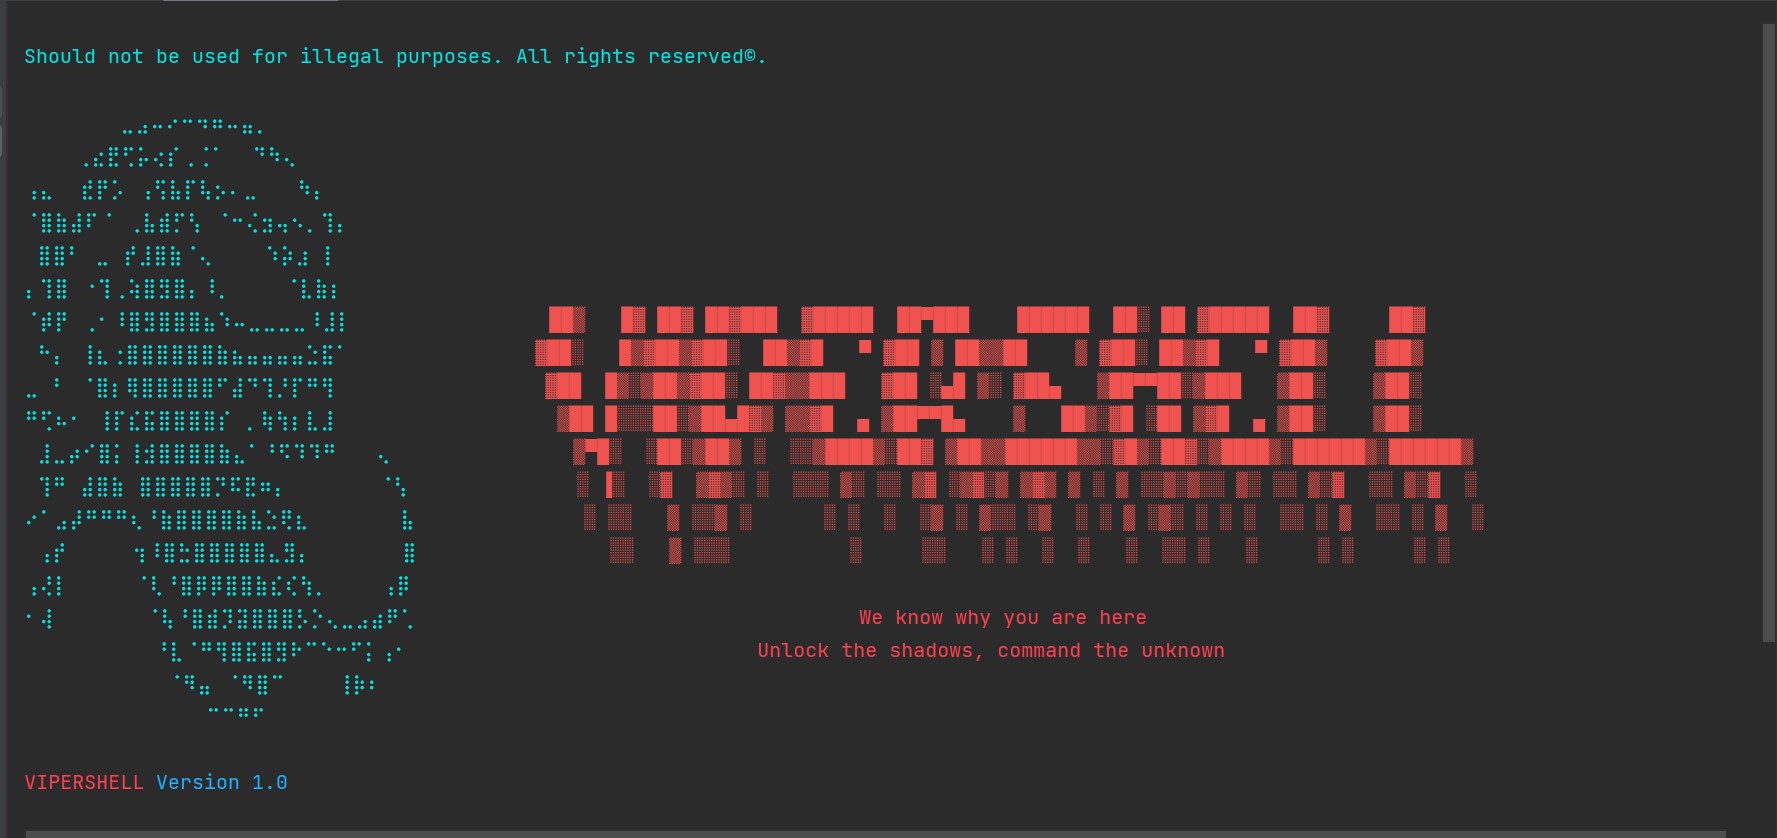 Should not be used for illegal purposes. All rights reserved©.
VIPERSHELL
We know why you are here
Unlock the shadows, command the unknown
VIPERSHELL Version 1.0